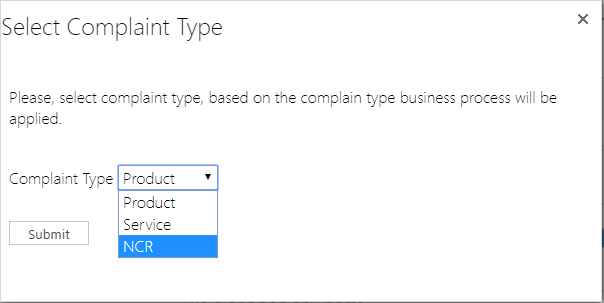 Select Complaint Type
Please, select complaint type, based on the complain type business process will be
applied.
Complaint Type Product
Product
Service
NCR
Submit